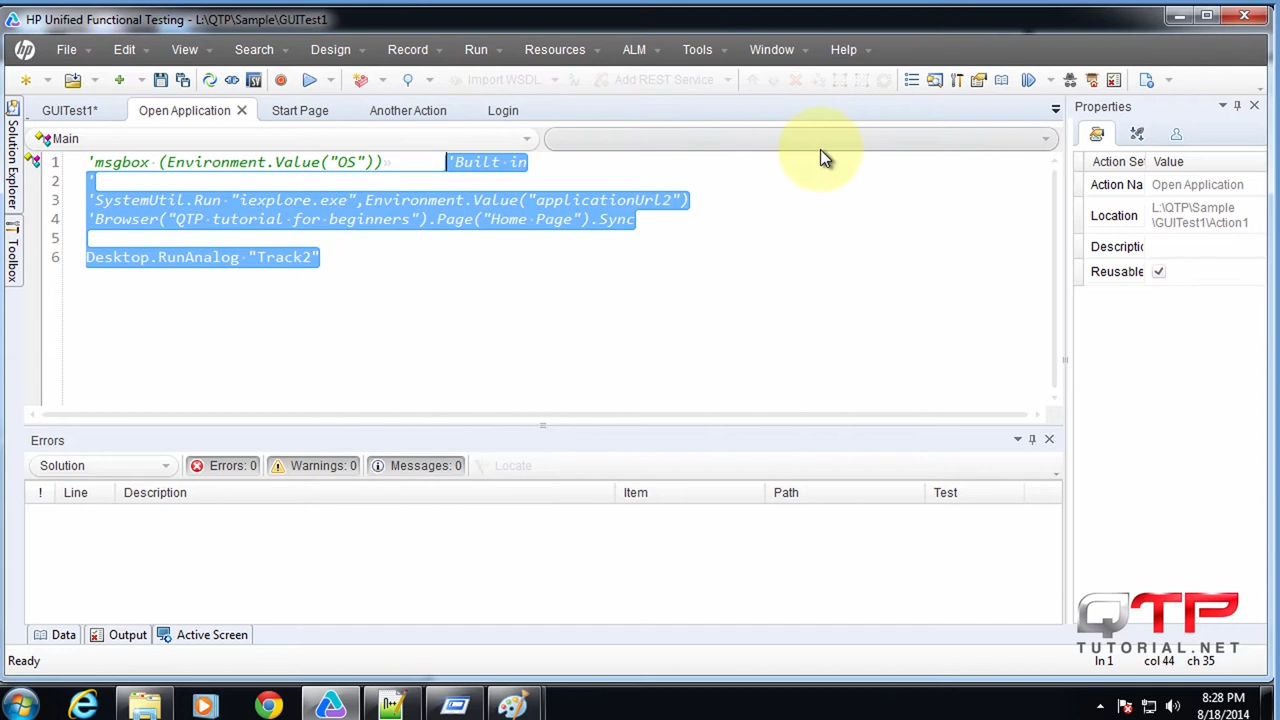 HP Unified Functional Testing - L:\QTP\Sample\GUITest1
File Edit View Search Design Record Run Resources ALM Tools Window Help
Import WSDL Add REST Service
GUITest1* Open Application Start Page Another Action Login
Properties
Main
Solution Explorer
Toolbox
1 'msgbox (Environment.Value("OS")) 'Built in
2 '
3 'SystemUtil.Run "iexplore.exe",Environment.Value("applicationUrl2")
4 'Browser("QTP tutorial for beginners").Page("Home Page").Sync
5
6 Desktop.RunAnalog "Track2"
Action Se Value
Action Na Open Application
Location L:\QTP\Sample
\GUITest1\Action1
Descriptic
Reusable
Errors
Solution Errors: 0 Warnings: 0 Messages: 0 Locate
! Line Description Item Path Test
Data Output Active Screen
QTP
TUTORIAL.NET
Ready
ln 1 col 44 ch 35
8:28 PM
8/18/2014